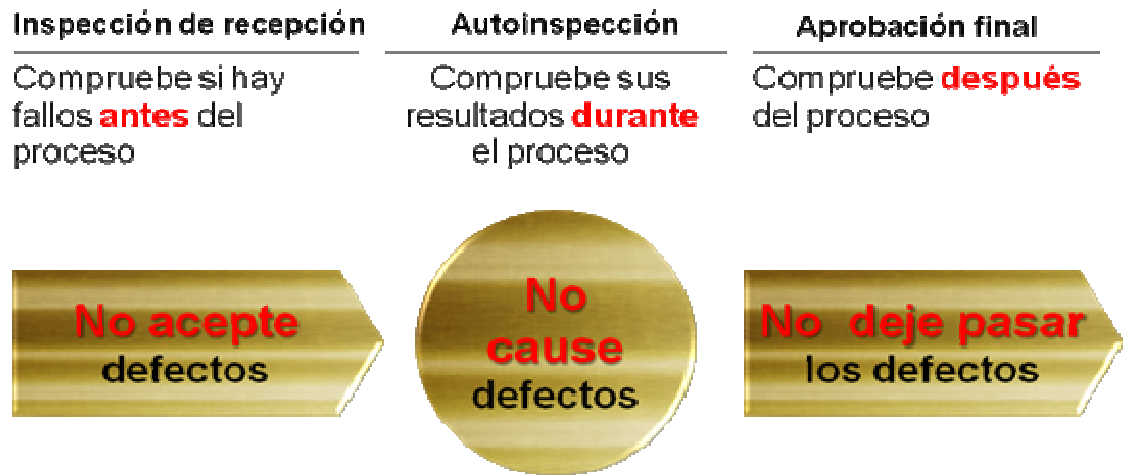 Inspección de recepción
Compruebe si hay
fallos antes del
proceso
Autoinspección
Compruebe sus
resultados durante
el proceso
Aprobación final
Compruebe después
del proceso
No acepte
defectos
No
cause
defectos
No deje pasar
los defectos